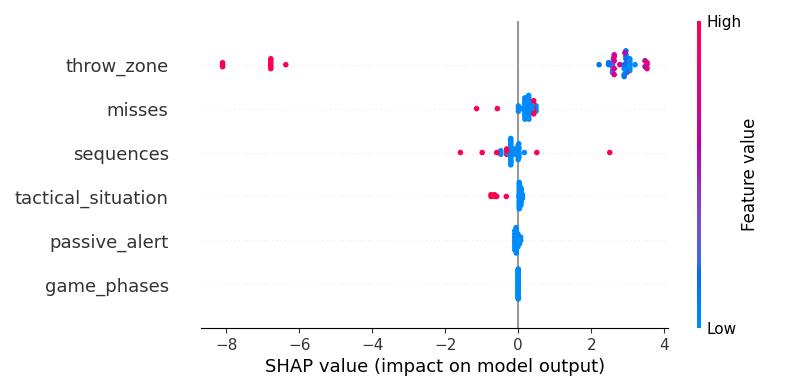 High
throw_zone
misses
sequences
tactical_situation
passive_alert
game_phases
Feature value
Low
−8 −6 −4 −2 0 2 4
SHAP value (impact on model output)